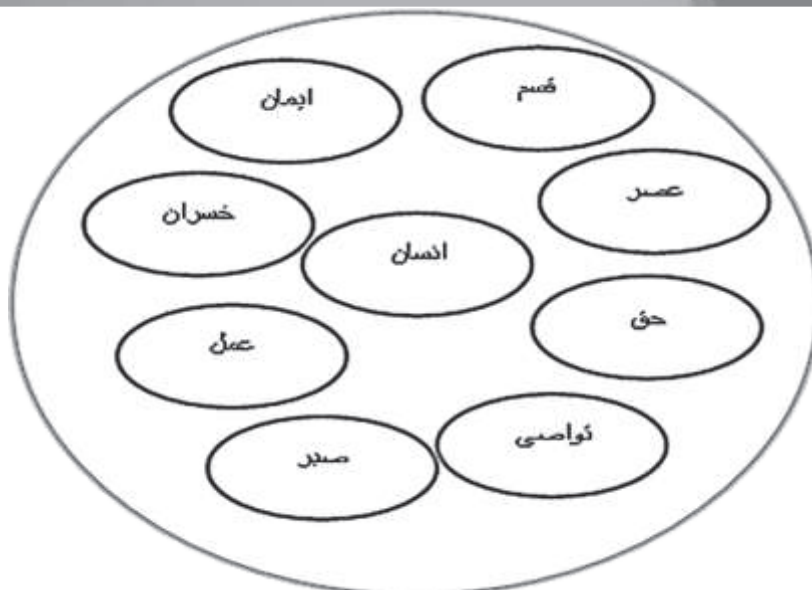 قسم
ایمان
عصر
خسران
انسان
حق
عمل
تواصی
صبر